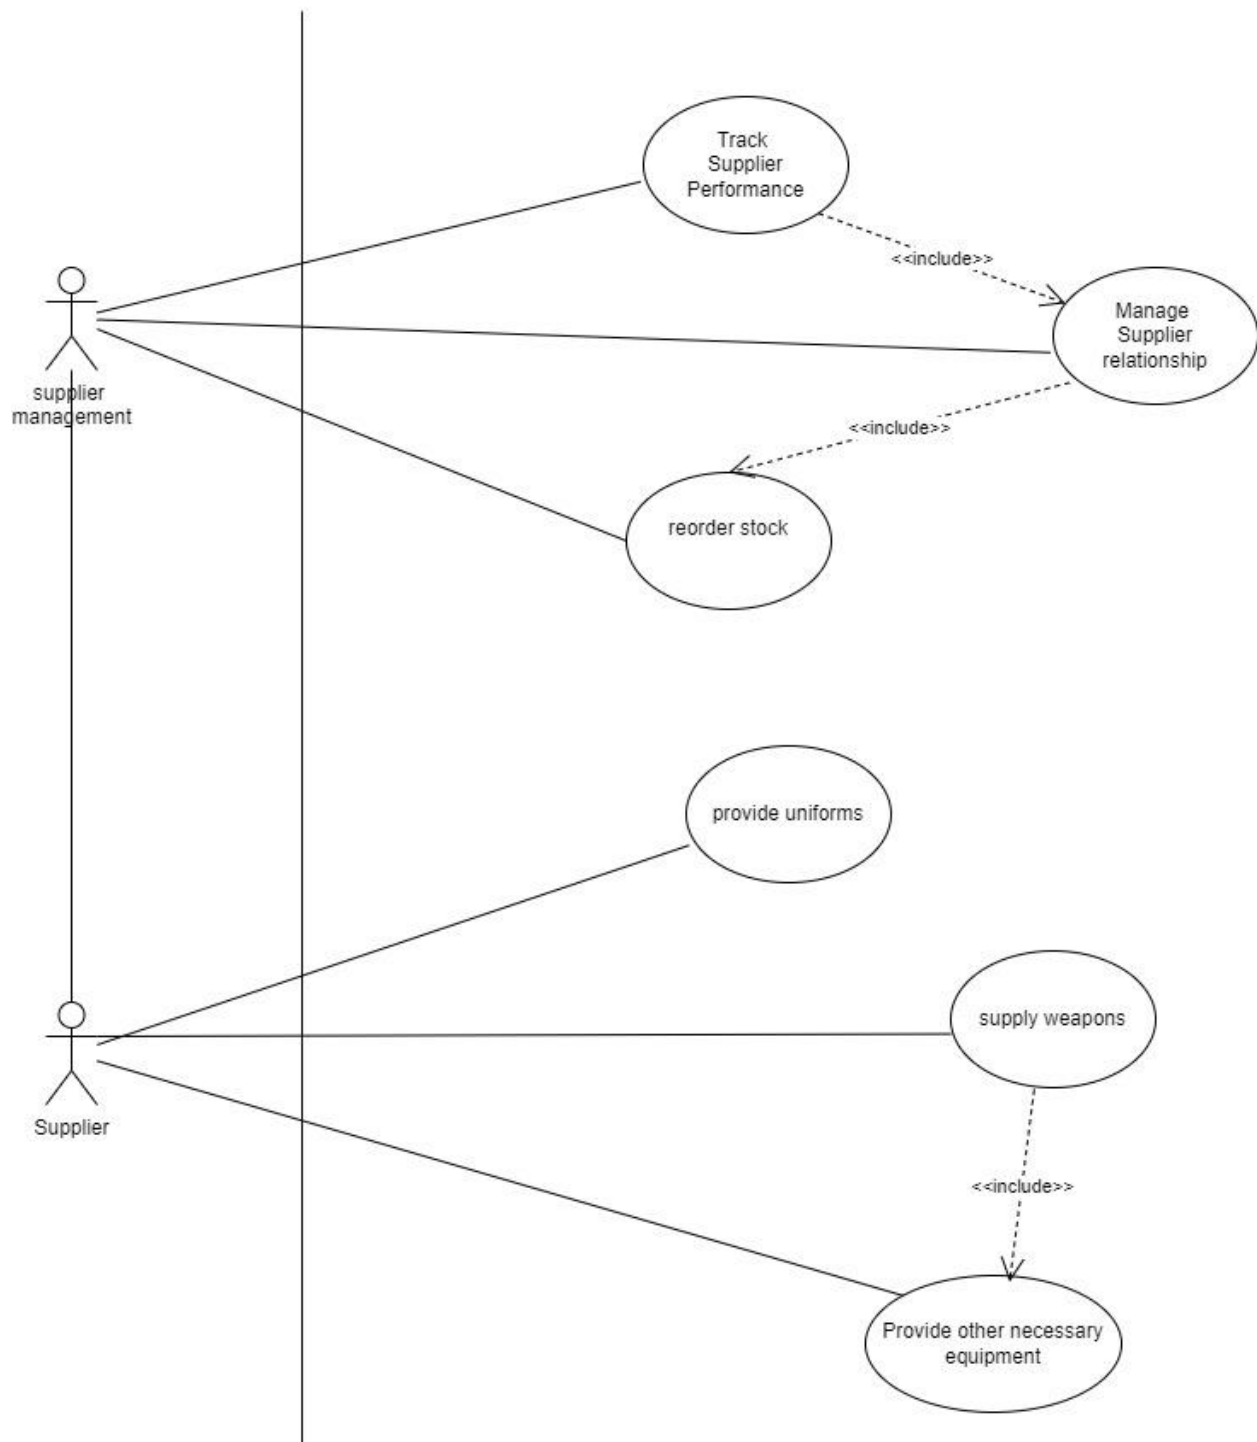 Track
Supplier
Performance
<<include>>
Manage
Supplier
relationship
supplier
management
<<include>>
reorder stock
provide uniforms
supply weapons
Supplier
<<include>>
Provide other necessary
equipment